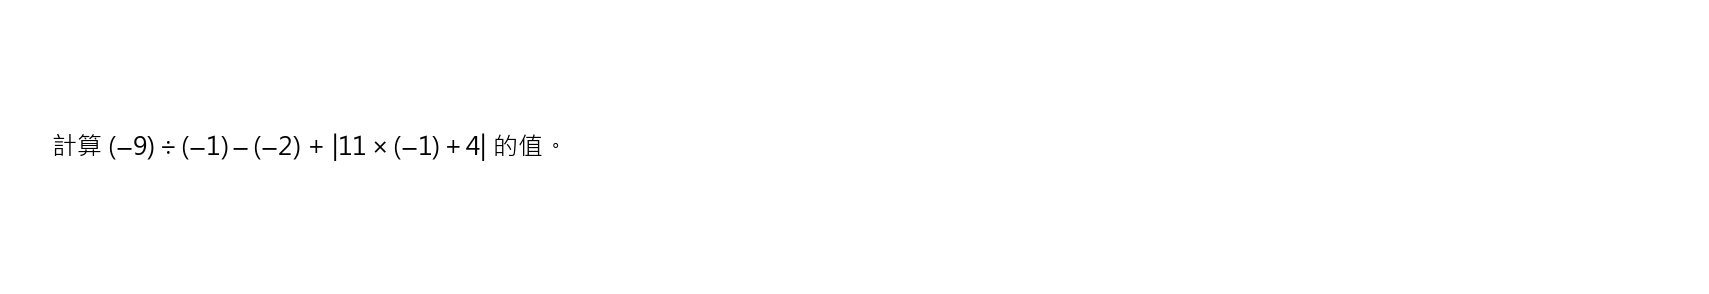 計算 (–9) ÷ (–1) – (–2) + |11 × (–1) + 4| 的值。